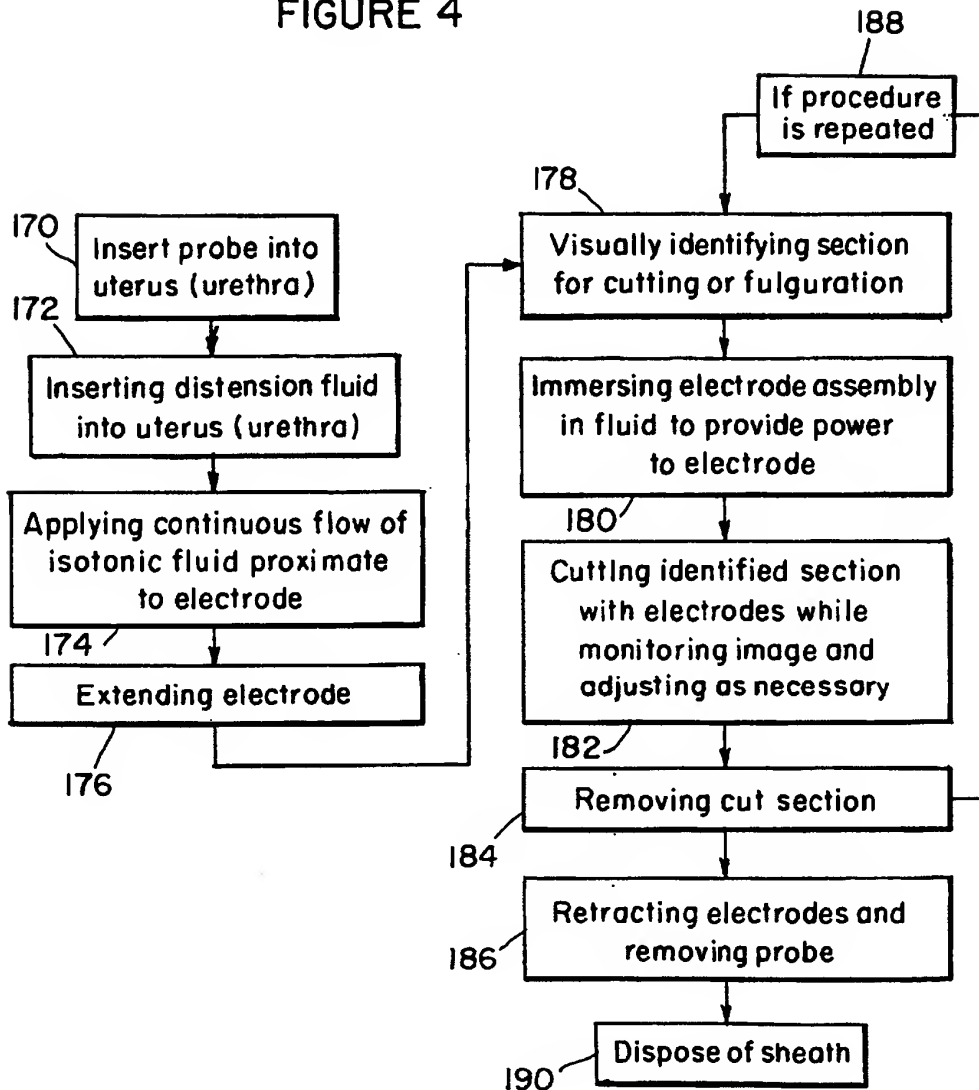 FIGURE 4
170
Insert probe into
uterus (urethra)
172
Inserting distension fluid
into uterus (urethra)
Applying continuous flow of
isotonic fluid proximate
to electrode
174
Extending electrode
176
188
If procedure
is repeated
178
Visually identifying section
for cutting or fulguration
Immersing electrode assembly
in fluid to provide power
to electrode
180
Cutting identified section
with electrodes while
monitoring image and
adjusting as necessary
182
Removing cut section
184
Retracting electrodes and
removing probe
186
Dispose of sheath
190